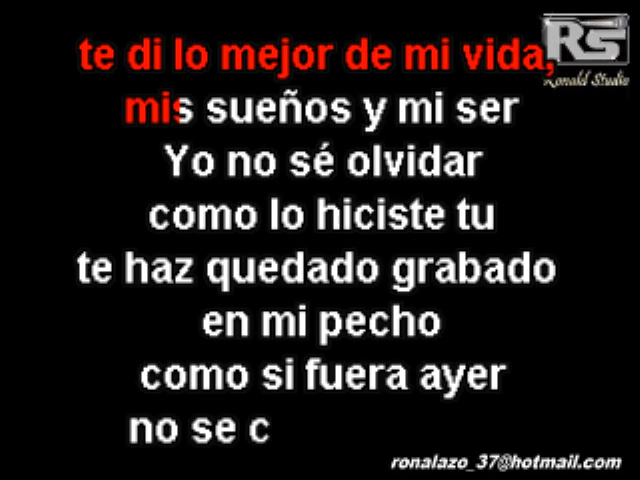 te di lo mejor de mi vida,
mis sueños y mi ser
Yo no sé olvidar
como lo hiciste tu
te haz quedado grabado
en mi pecho
como si fuera ayer
no se c
RS
Ronald Studio
ronalazo_37@hotmail.com